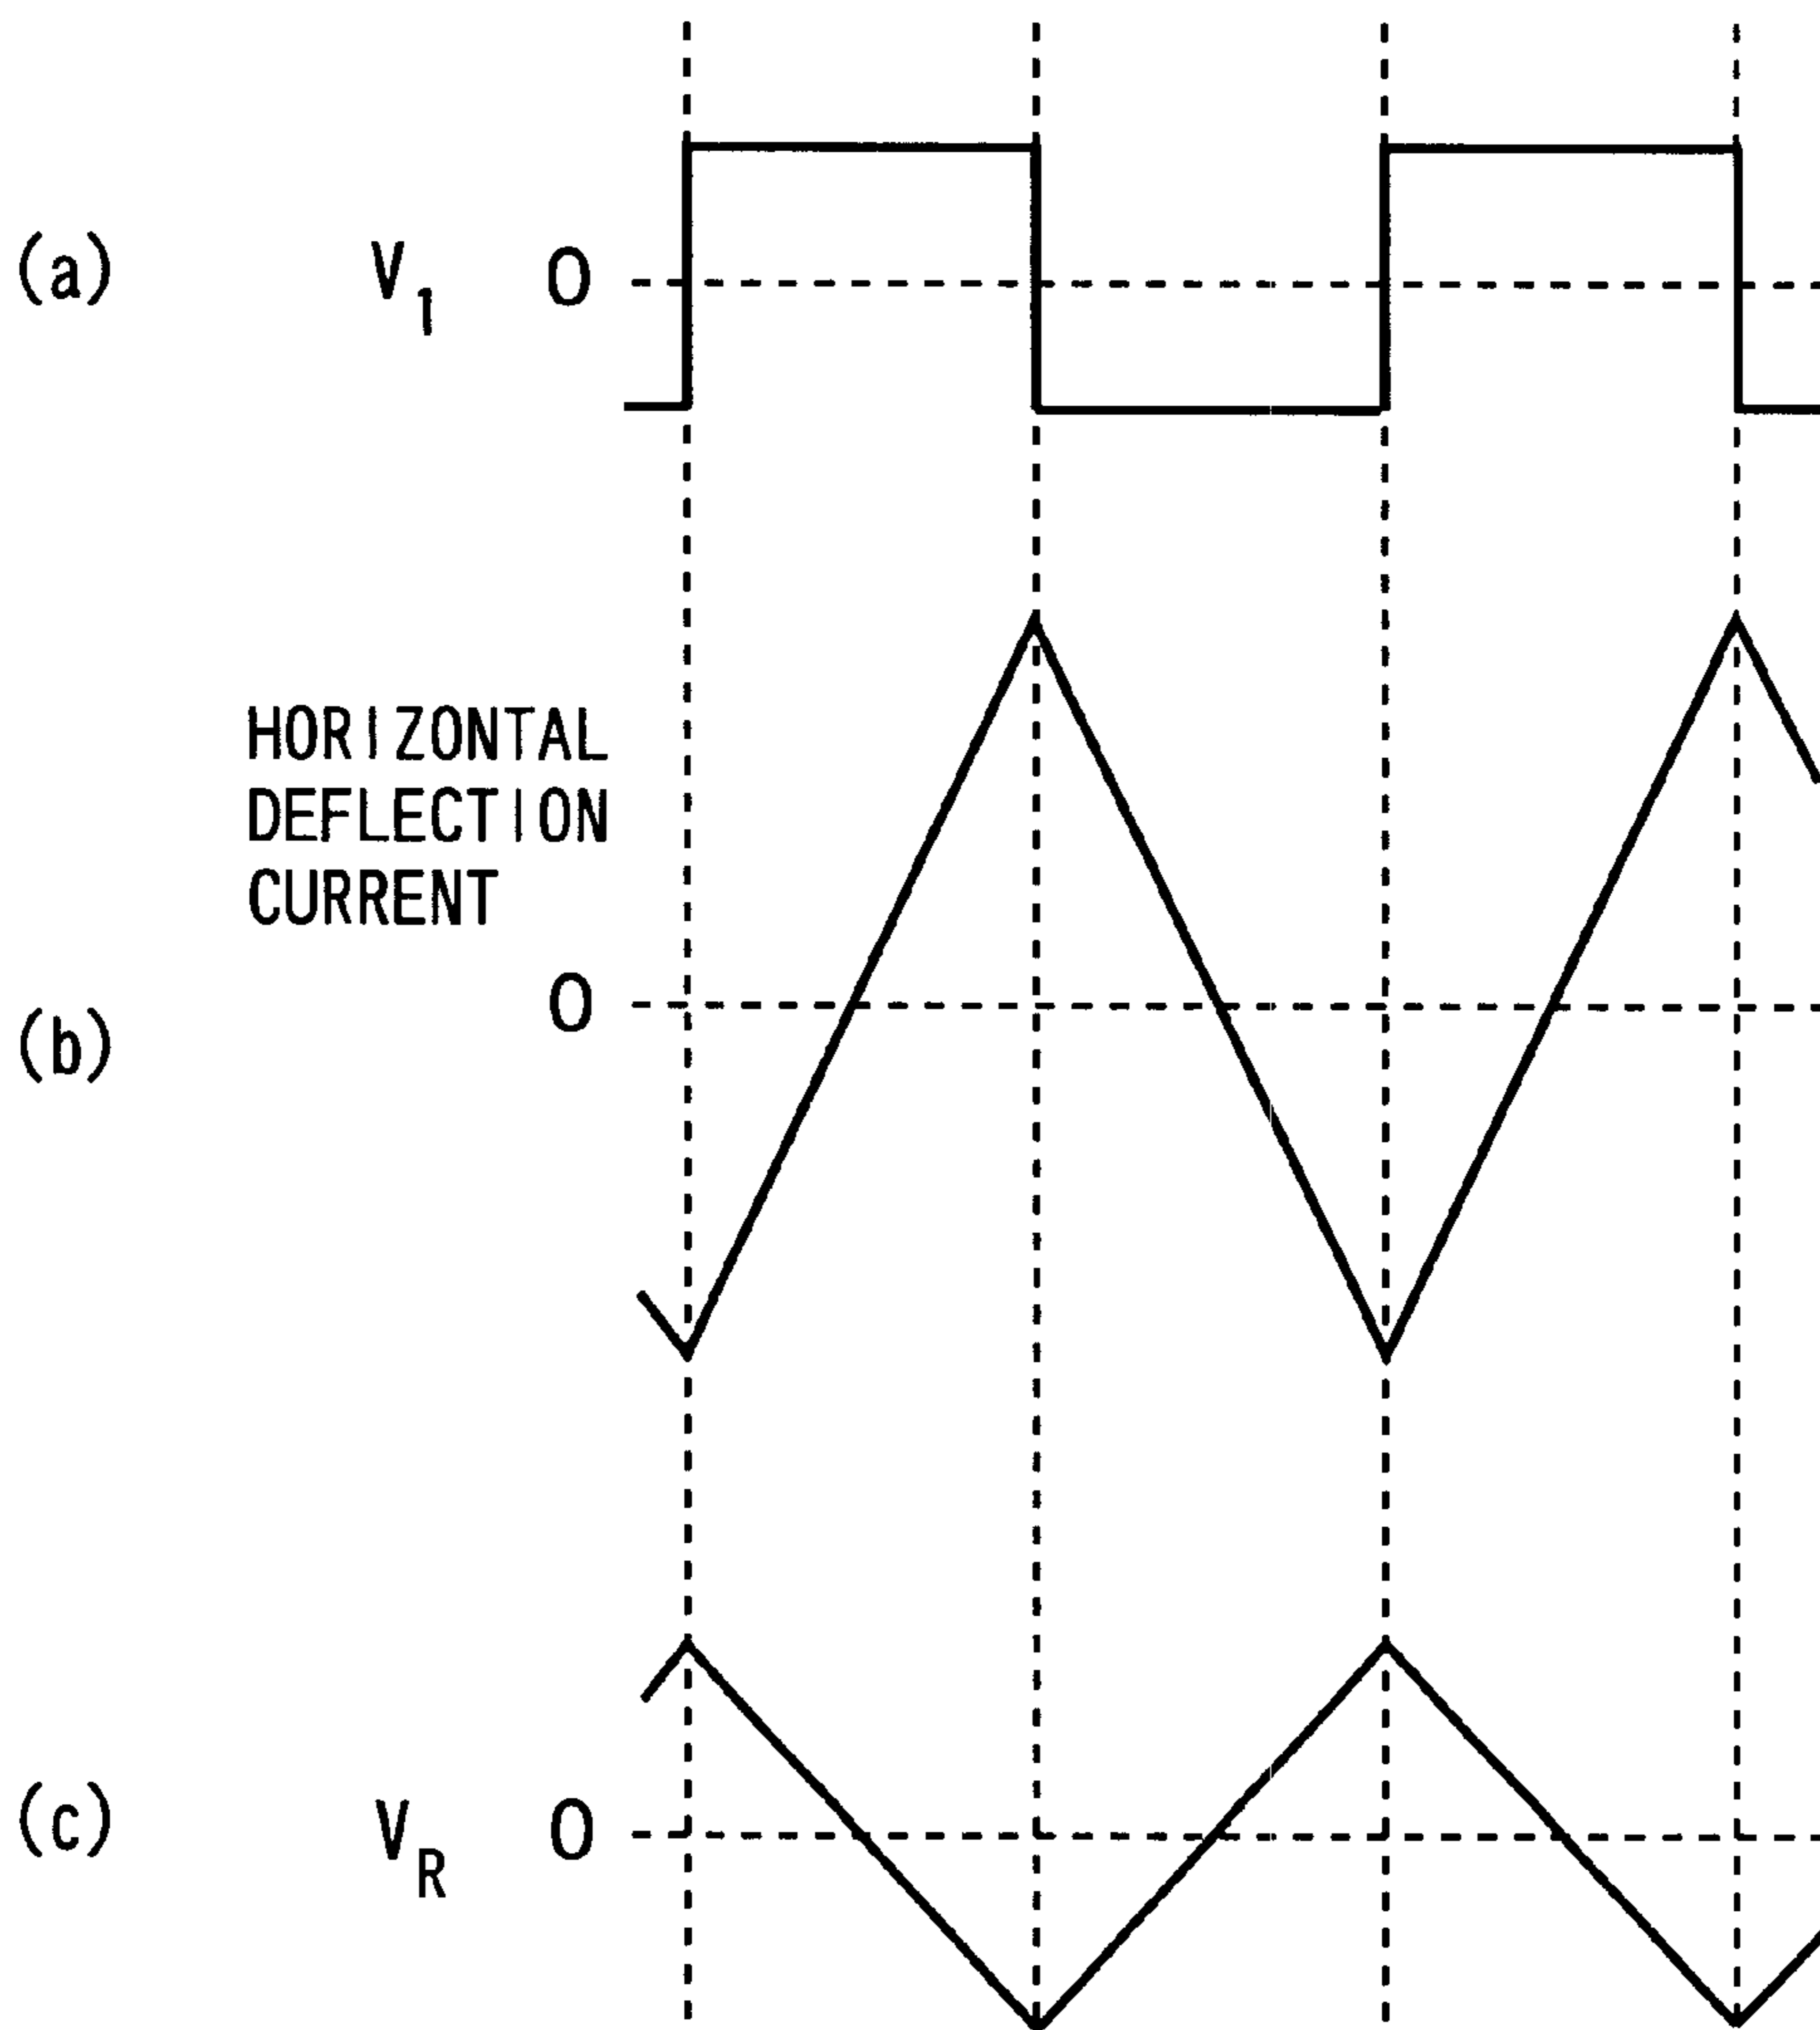 (a) V1 0
HORIZONTAL
DEFLECTION
CURRENT
0
(b)
(c) VR 0